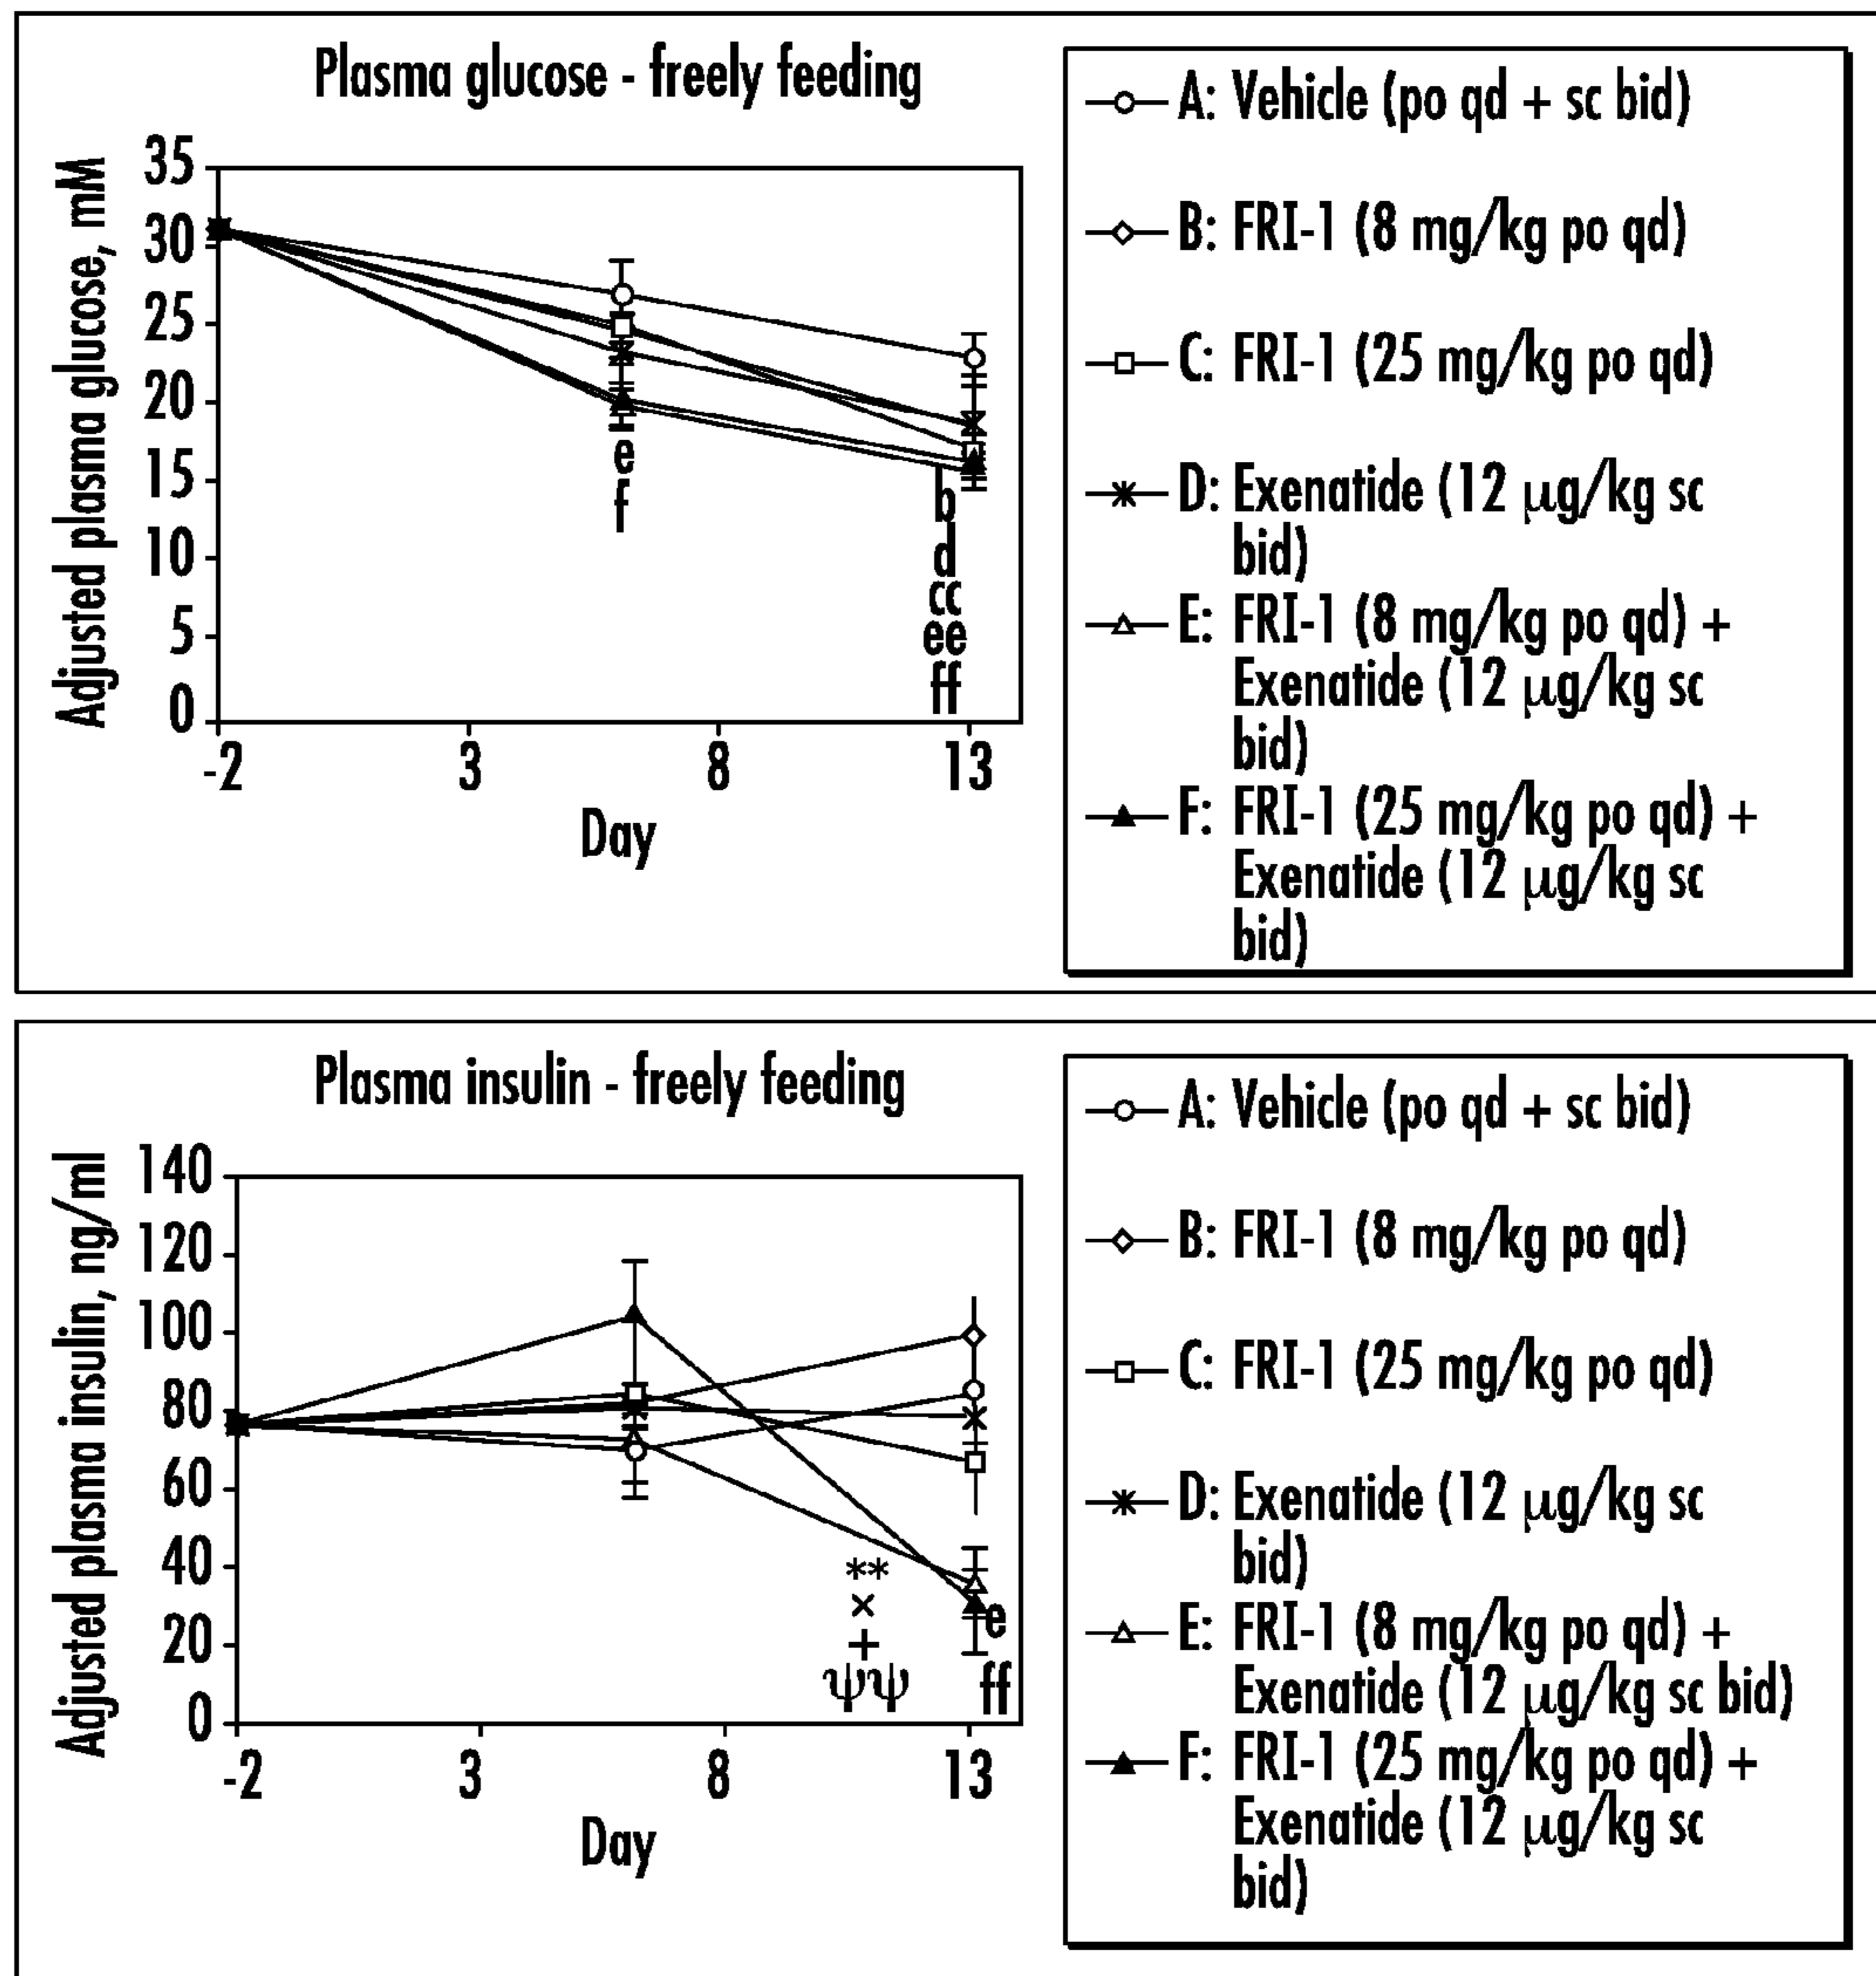 Plasma glucose - freely feeding
Adjusted plasma glucose, mM
35
30
25
20
15
10
5
0
e
f
b
d
cc
ee
ff
-2
3
8
13
Day
A: Vehicle (po qd + sc bid)
B: FRI-1 (8 mg/kg po qd)
C: FRI-1 (25 mg/kg po qd)
D: Exenatide (12 μg/kg sc
bid)
E: FRI-1 (8 mg/kg po qd) +
Exenatide (12 μg/kg sc
bid)
F: FRI-1 (25 mg/kg po qd) +
Exenatide (12 μg/kg sc
bid)
Plasma insulin - freely feeding
Adjusted plasma insulin, ng/ml
140
120
100
80
60
40
20
0
**
×
+
ψψ
e
ff
-2
3
8
13
Day
A: Vehicle (po qd + sc bid)
B: FRI-1 (8 mg/kg po qd)
C: FRI-1 (25 mg/kg po qd)
D: Exenatide (12 μg/kg sc
bid)
E: FRI-1 (8 mg/kg po qd) +
Exenatide (12 μg/kg sc bid)
F: FRI-1 (25 mg/kg po qd) +
Exenatide (12 μg/kg sc
bid)